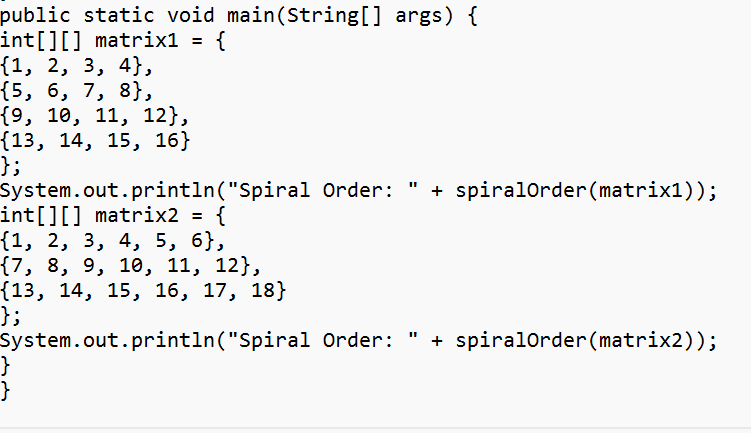 public static void main(String[] args) {
int[][] matrix1 = {
{1, 2, 3, 4},
{5, 6, 7, 8},
{9, 10, 11, 12},
{13, 14, 15, 16}
};
System.out.println("Spiral Order: " + spiralOrder(matrix1));
int[][] matrix2 = {
{1, 2, 3, 4, 5, 6},
{7, 8, 9, 10, 11, 12},
{13, 14, 15, 16, 17, 18}
};
System.out.println("Spiral Order: " + spiralOrder(matrix2));
}
}